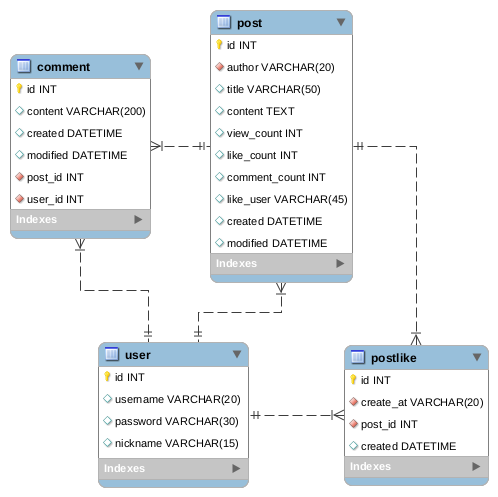 post
id INT
author VARCHAR(20)
title VARCHAR(50)
content TEXT
view_count INT
like_count INT
comment_count INT
like_user VARCHAR(45)
created DATETIME
modified DATETIME
Indexes
comment
id INT
content VARCHAR(200)
created DATETIME
modified DATETIME
post_id INT
user_id INT
Indexes
user
id INT
username VARCHAR(20)
password VARCHAR(30)
nickname VARCHAR(15)
Indexes
postlike
id INT
create_at VARCHAR(20)
post_id INT
created DATETIME
Indexes